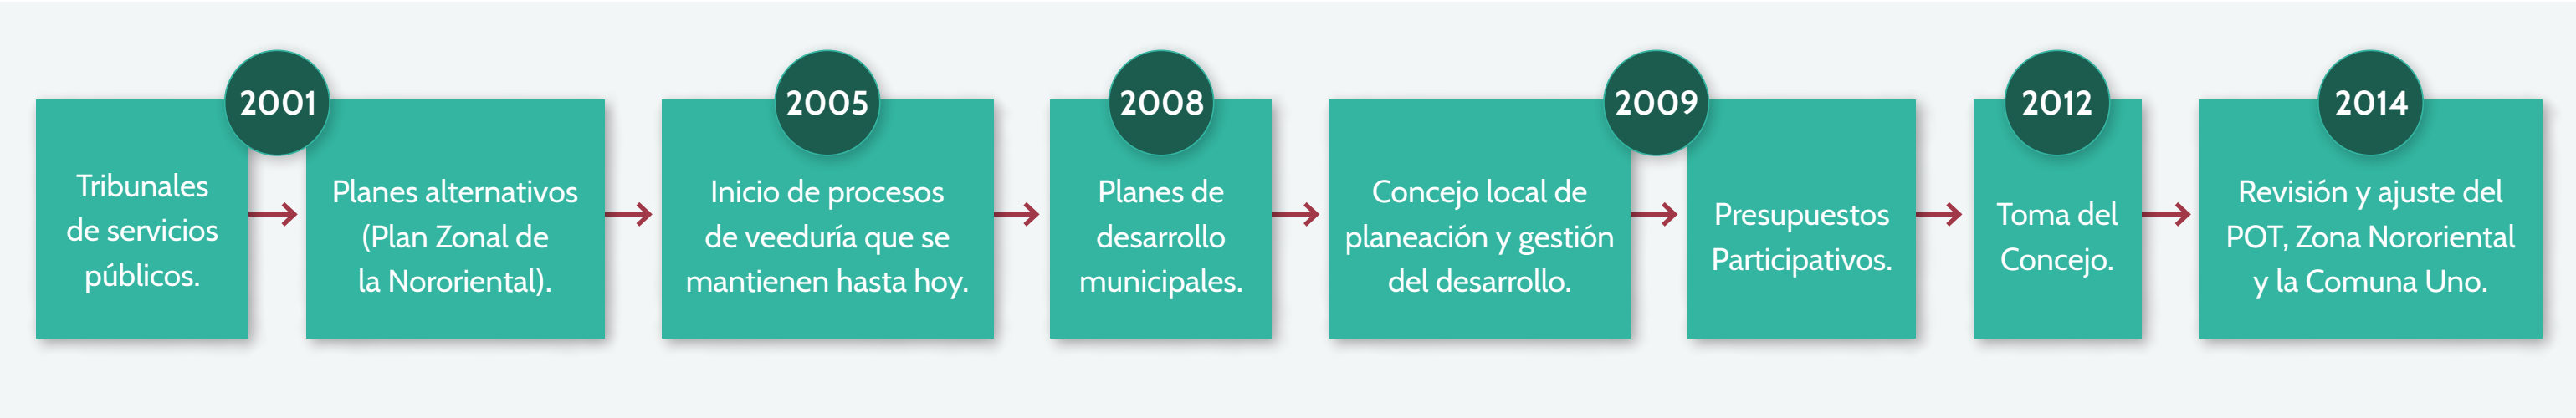 2001
Tribunales
de servicios
públicos.
Planes alternativos
(Plan Zonal de
la Nororiental).
2005
Inicio de procesos
de veeduría que se
mantienen hasta hoy.
2008
Planes de
desarrollo
municipales.
2009
Concejo local de
planeación y gestión
del desarrollo.
Presupuestos
Participativos.
2012
Toma del
Concejo.
2014
Revisión y ajuste del
POT, Zona Nororiental
y la Comuna Uno.